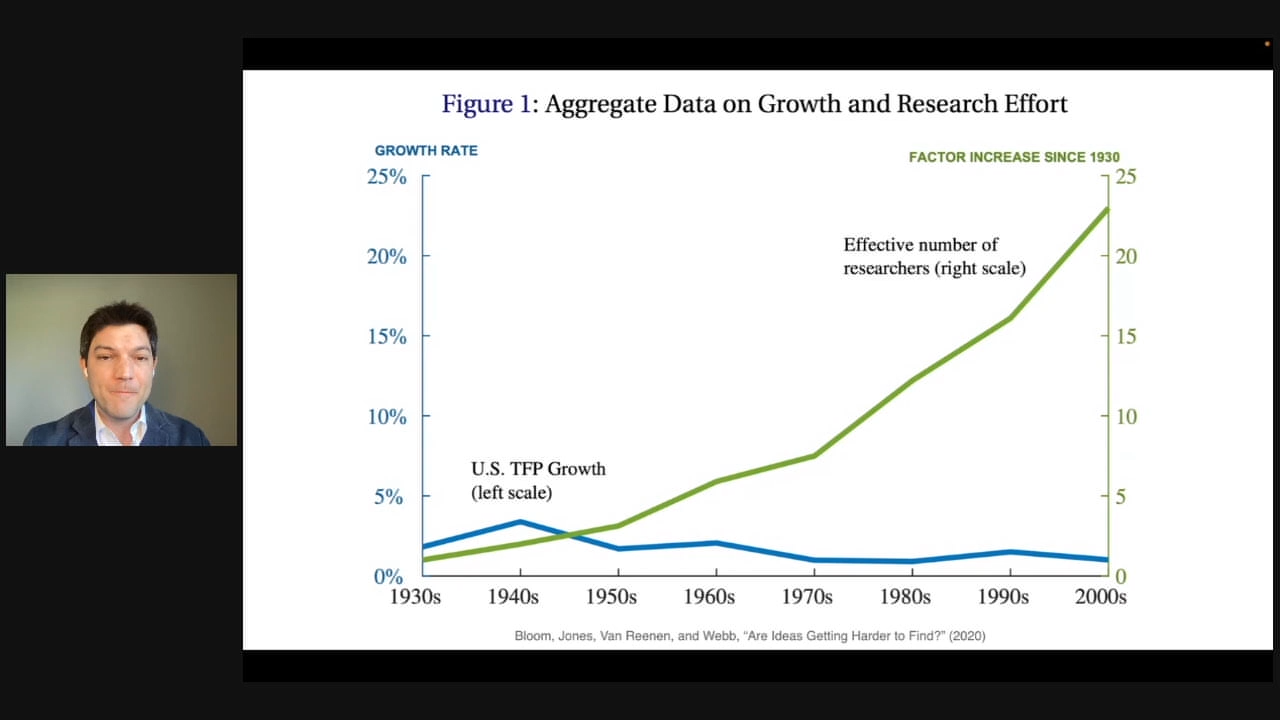 Figure 1: Aggregate Data on Growth and Research Effort
GROWTH RATE
FACTOR INCREASE SINCE 1930
25%
20%
15%
10%
5%
0%
25
20
15
10
5
0
Effective number of
researchers (right scale)
U.S. TFP Growth
(left scale)
1930s 1940s 1950s 1960s 1970s 1980s 1990s 2000s
Bloom, Jones, Van Reenen, and Webb, “Are Ideas Getting Harder to Find?” (2020)